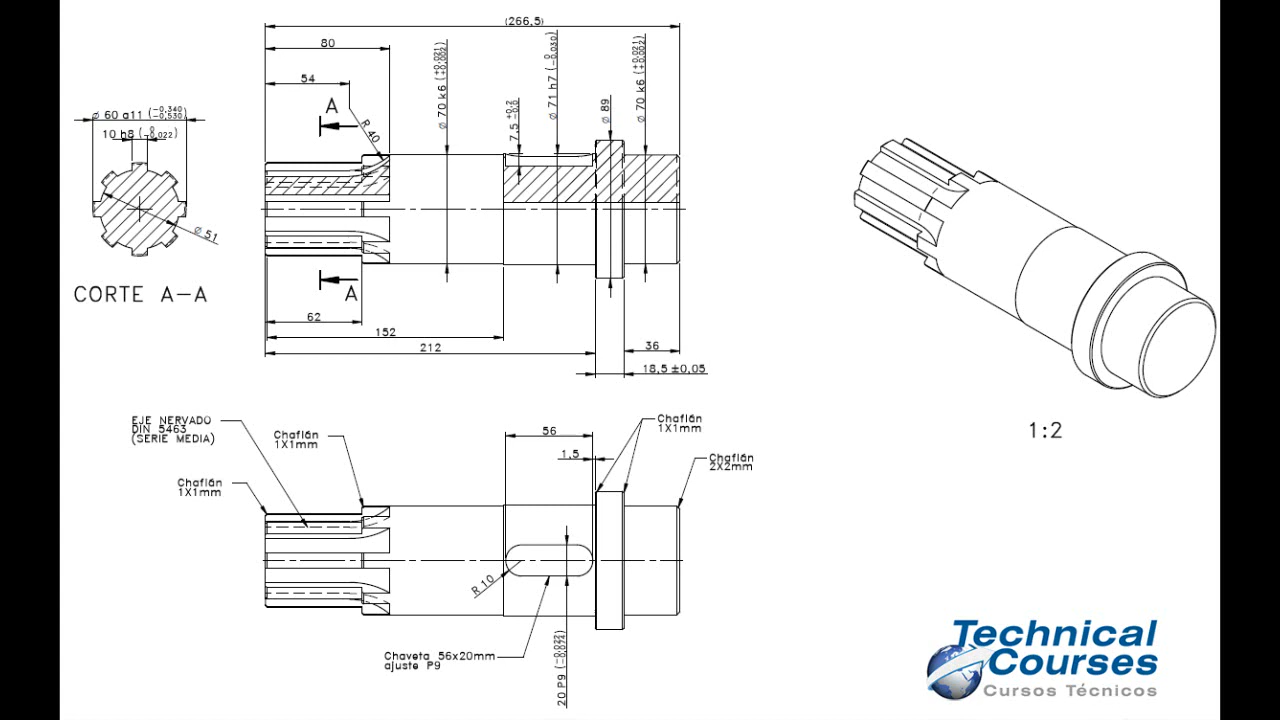 (266,5)
80
54
A
R 40
Ø 70 k6 (+0,021 +0,002)
7.5 +0.2 -0.0
Ø 71 h7 (0 -0,030)
Ø 89
Ø 70 k6 (+0,021 +0,002)
Ø 60 a11 (-0,340 -0,530)
10 h8 (0 -0,022)
Ø 51
CORTE A-A
A
62
152
212
36
18,5 ±0,05
1:2
EJE NERVADO
DIN 5463
(SERIE MEDIA)
Chaflán
1X1mm
Chaflán
1X1mm
56
1,5
Chaflán
1X1mm
Chaflán
2X2mm
R 10
20 P9 (-0,022 -0,074)
Chaveta 56x20mm
ajuste P9
Technical
Courses
Cursos Técnicos